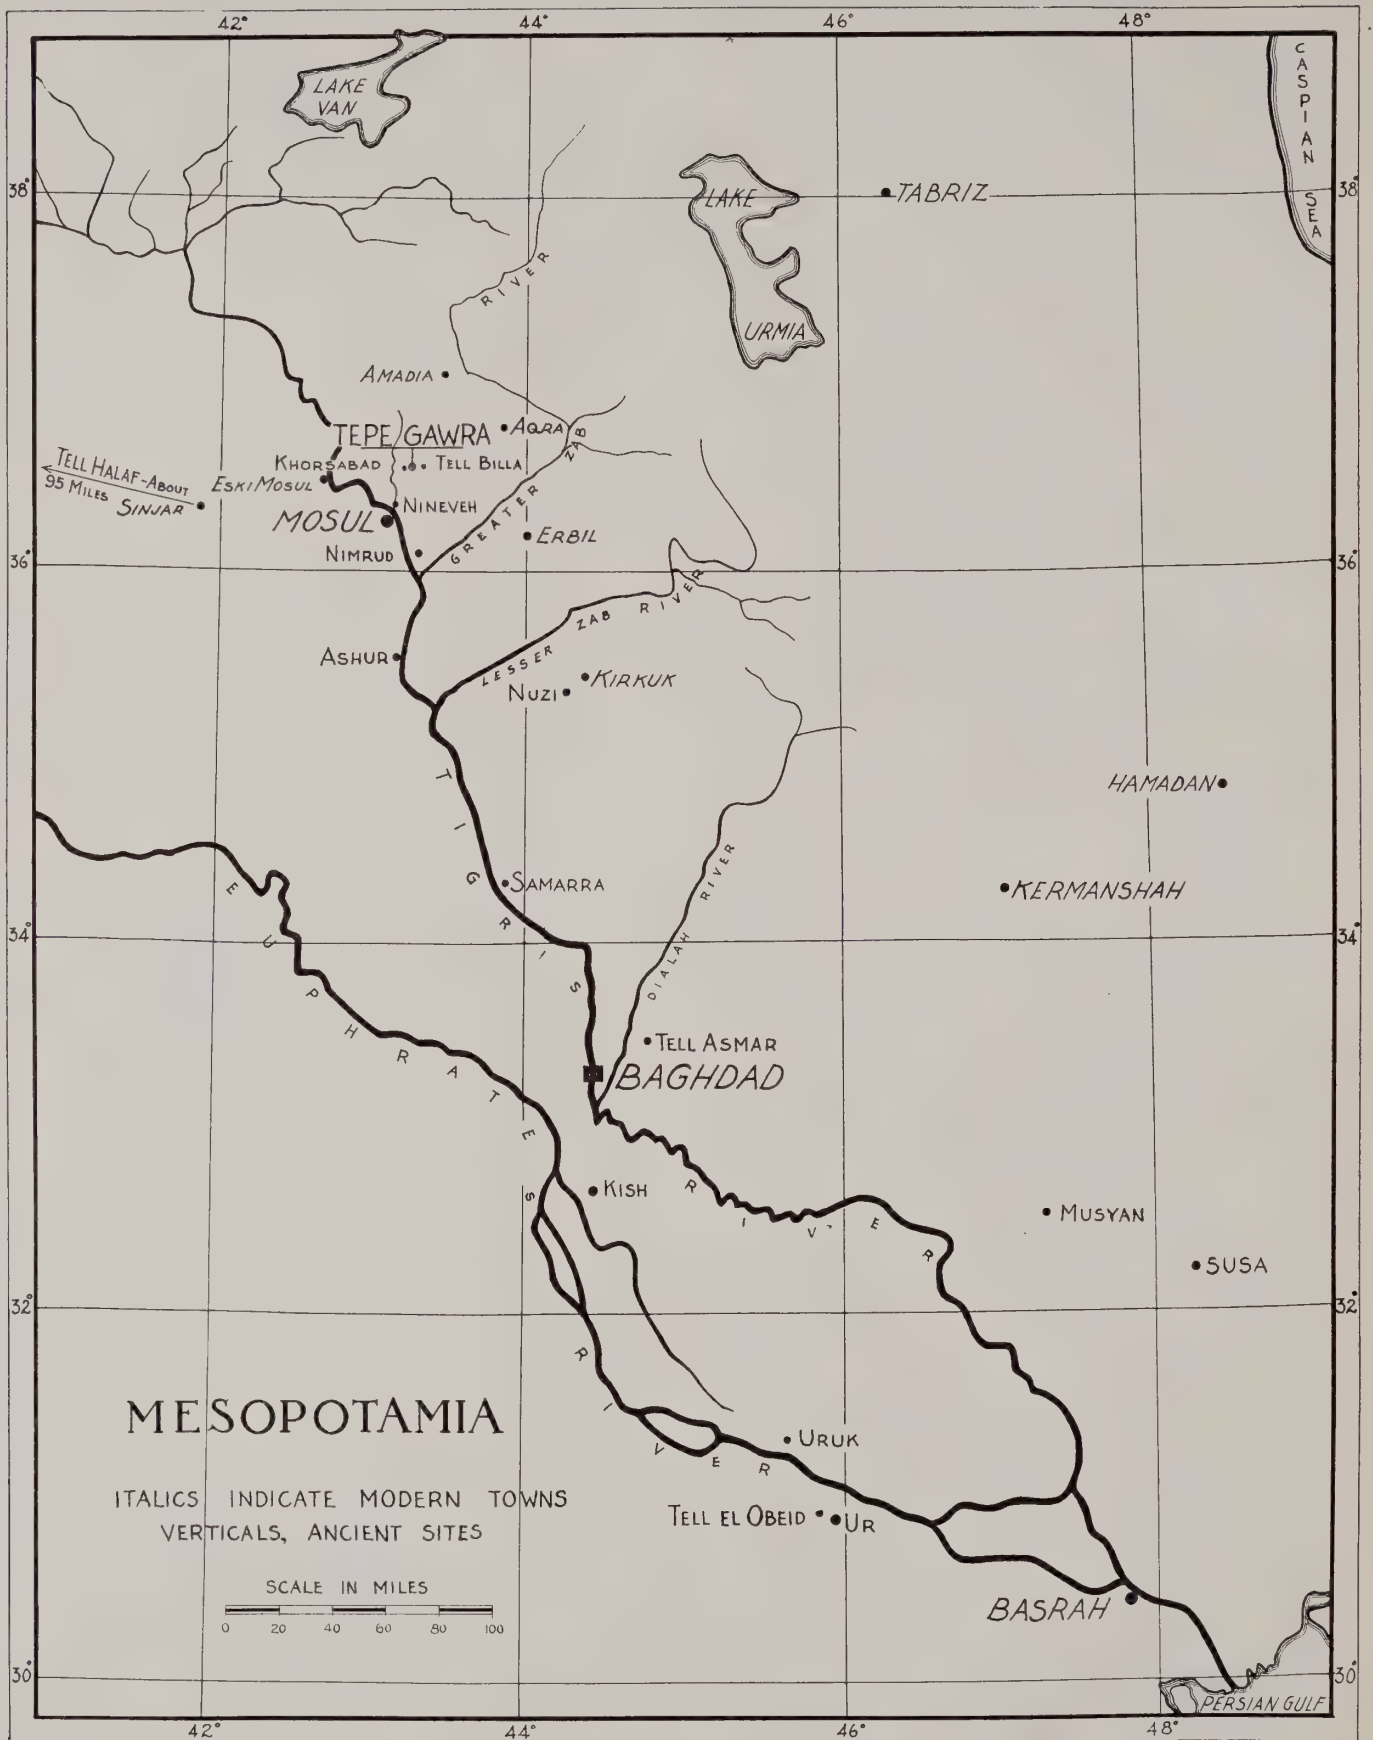 42° 44° 46° 48°
LAKE
VAN
CASPIAN SEA
38° 38°
LAKE
URMIA
TABRIZ
RIVER
AMADIA
TEPE GAWRA
AQRA
GREATER ZAB
KHORSABAD
TELL BILLA
TELL HALAF-ABOUT
95 MILES
ESKI MOSUL
SINJAR
NINEVEH
MOSUL
ERBIL
NIMRUD
36° 36°
LESSER ZAB RIVER
ASHUR
KIRKUK
NUZI
TIGRIS
HAMADAN
SAMARRA
KERMANSHAH
DIALAH RIVER
EUPHRATES
34° 34°
TELL ASMAR
BAGHDAD
KISH
RIVER
MUSYAN
SUSA
32° 32°
RIVER
MESOPOTAMIA
URUK
ITALICS INDICATE MODERN TOWNS
VERTICALS, ANCIENT SITES
TELL EL OBEID
UR
SCALE IN MILES
0 20 40 60 80 100
BASRAH
30° 30°
PERSIAN GULF
42° 44° 46° 48°